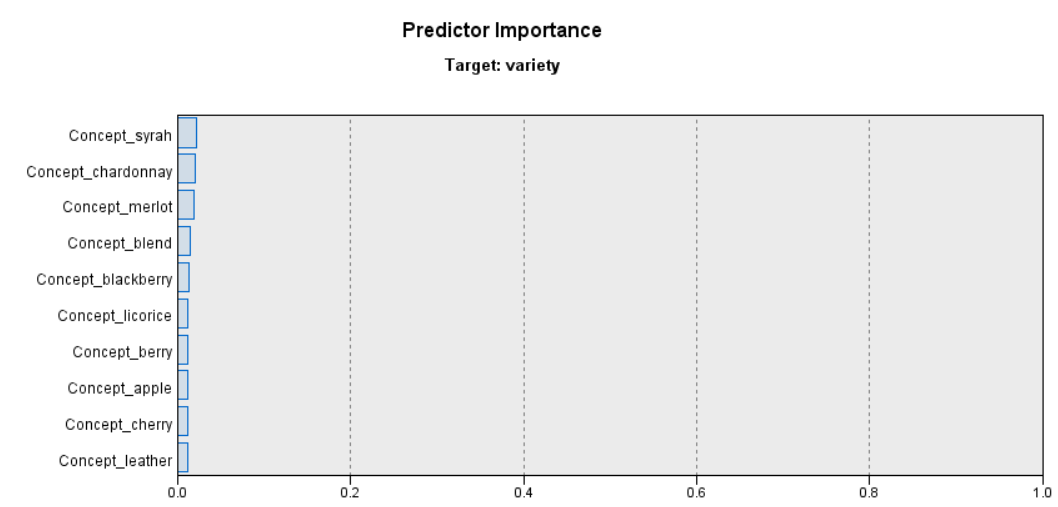 Predictor Importance
Target: variety
Concept_syrah
Concept_chardonnay
Concept_merlot
Concept_blend
Concept_blackberry
Concept_licorice
Concept_berry
Concept_apple
Concept_cherry
Concept_leather
0.0 0.2 0.4 0.6 0.8 1.0